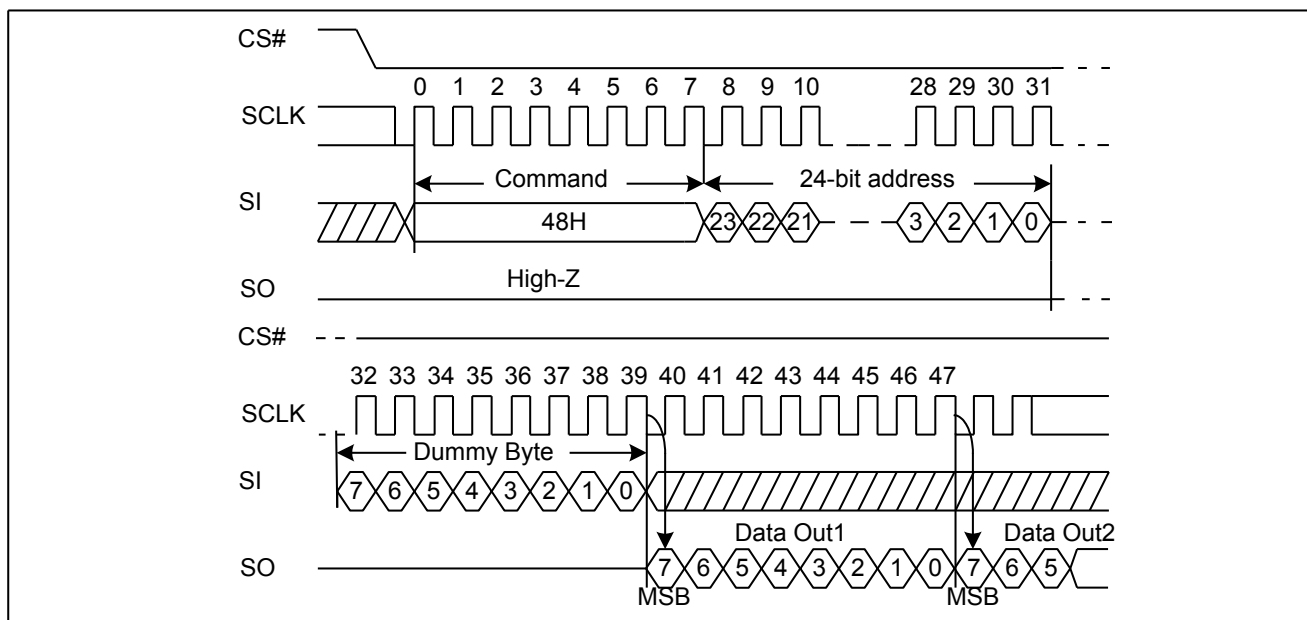 CS#
0 1 2 3 4 5 6 7 8 9 10 28 29 30 31
SCLK
Command 24-bit address
SI
48H 23 22 21 3 2 1 0
High-Z
SO
CS#
32 33 34 35 36 37 38 39 40 41 42 43 44 45 46 47
SCLK
Dummy Byte
SI
7 6 5 4 3 2 1 0
Data Out1 Data Out2
SO
7 6 5 4 3 2 1 0 7 6 5
MSB MSB